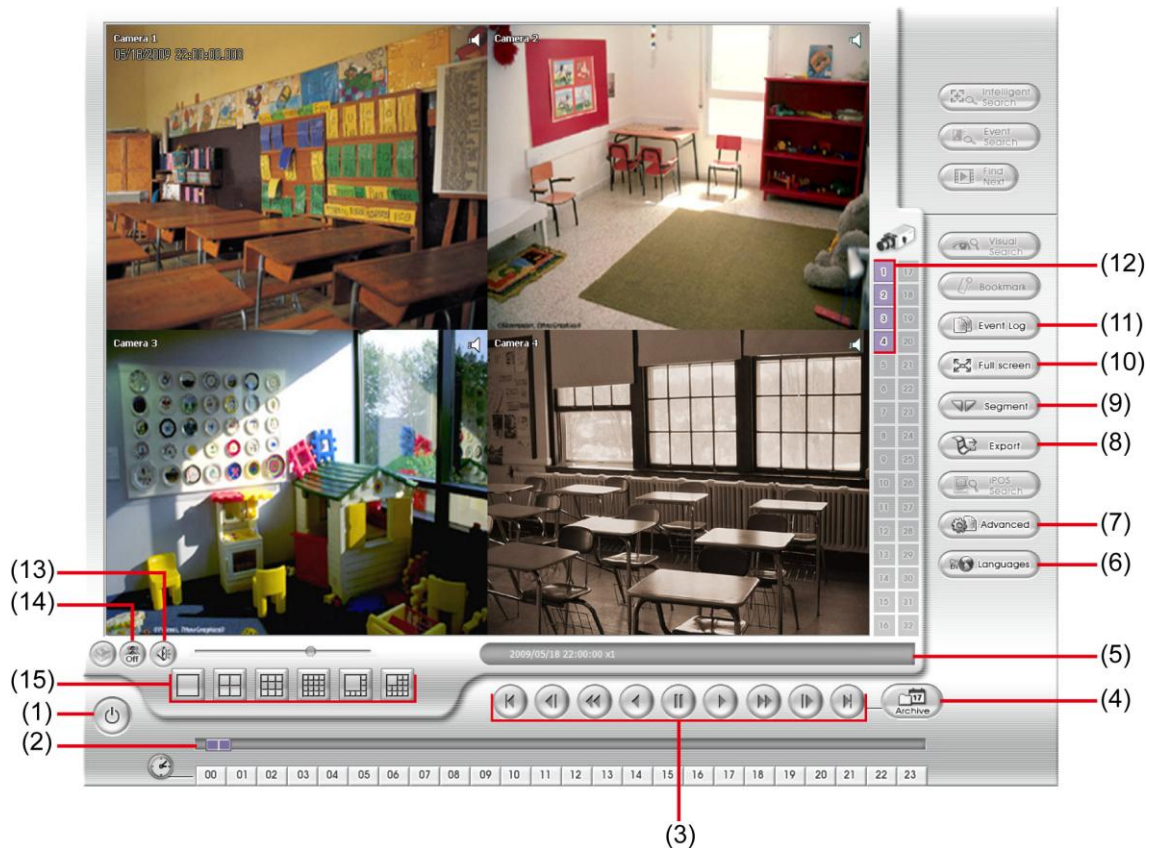 Camera 1
05/18/2009 22:00:00.000
Camera 2
Camera 3
Camera 4
Intelligent
Search
Event
Search
Find
Next
Visual
Search
Bookmark
Event Log
Full screen
Segment
Export
iPOS
Search
Advanced
Languages
1 17
2 18
3 19
4 20
5 21
6 22
7 23
8 24
9 25
10 26
11 27
12 28
13 29
14 30
15 31
16 32
(12)
(11)
(10)
(9)
(8)
(7)
(6)
(13)
(14)
Off
2009/05/18 22:00:00 x1
(5)
(15)
(4)
17
Archive
(1)
(2)
00 01 02 03 04 05 06 07 08 09 10 11 12 13 14 15 16 17 18 19 20 21 22 23
(3)